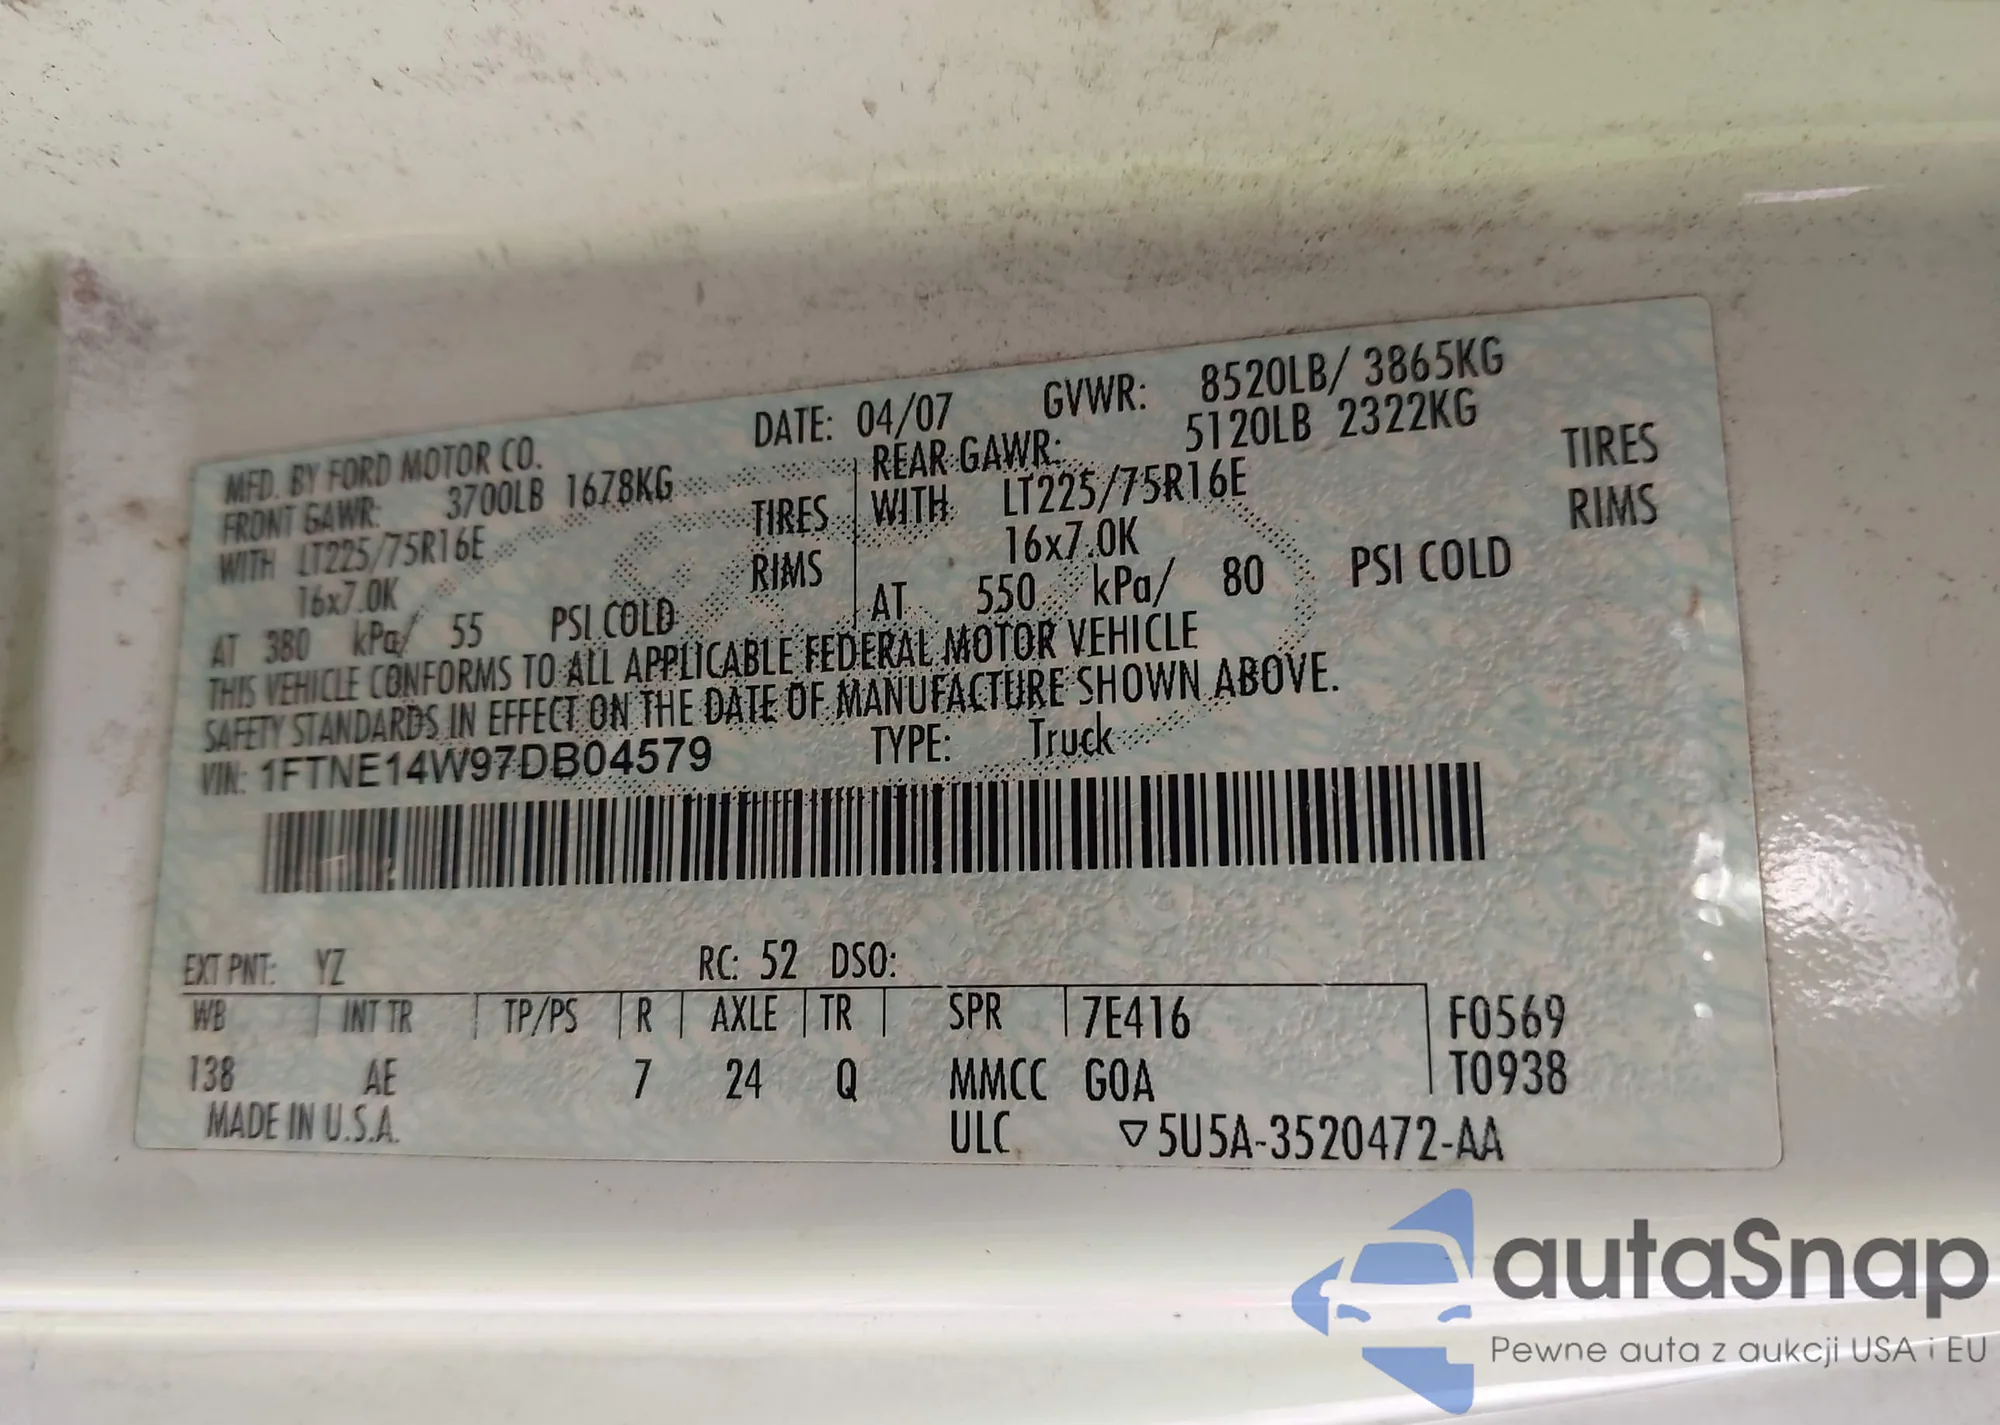 MFD. BY FORD MOTOR CO. DATE: 04/07 GVWR: 8520LB/ 3865KG
FRONT GAWR: 3700LB 1678KG REAR GAWR: 5120LB 2322KG
WITH LT225/75R16E TIRES WITH LT225/75R16E TIRES
16x7.0K RIMS 16x7.0K RIMS
AT 380 kPa/ 55 PSI COLD AT 550 kPa/ 80 PSI COLD
THIS VEHICLE CONFORMS TO ALL APPLICABLE FEDERAL MOTOR VEHICLE
SAFETY STANDARDS IN EFFECT ON THE DATE OF MANUFACTURE SHOWN ABOVE.
VIN: 1FTNE14W97DB04579 TYPE: Truck
EXT PNT: YZ RC: 52 DSO:
WB INT TR TP/PS R AXLE TR SPR 7E416 F0569
138 AE 7 24 Q MMCC G0A T0938
MADE IN U.S.A. ULC ▽5U5A-3520472-AA
autaSnap
Pewne auta z aukcji USA i EU